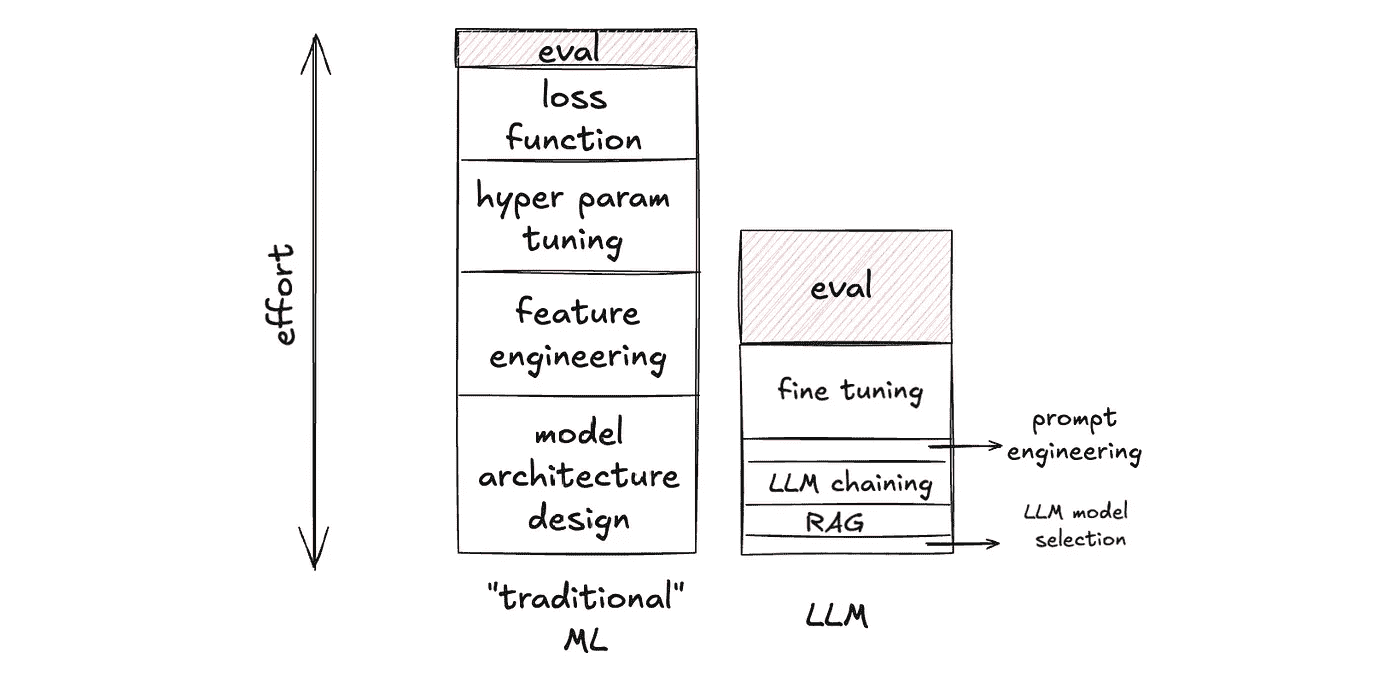 effort
eval
loss
function
hyper param
tuning
feature
engineering
model
architecture
design
"traditional"
ML
eval
fine tuning
prompt
engineering
LLM chaining
RAG
LLM model
selection
LLM